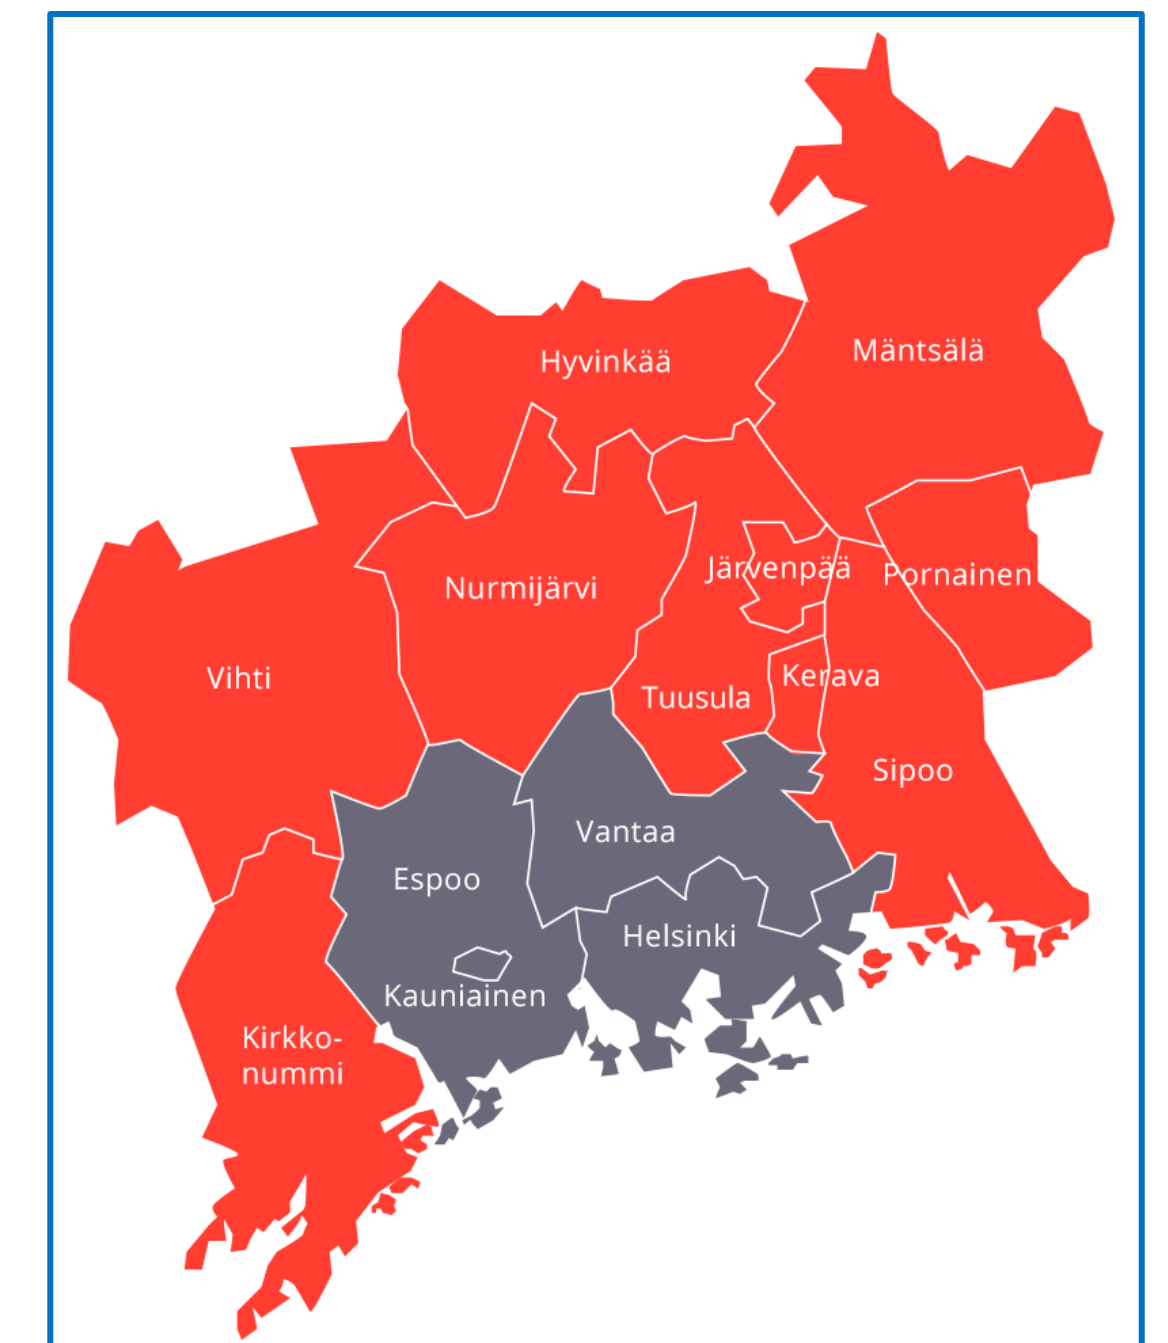 Mäntsälä
Hyvinkää
Järvenpää
Pornainen
Nurmijärvi
Vihti
Kerava
Tuusula
Sipoo
Vantaa
Espoo
Helsinki
Kauniainen
Kirkko-
nummi